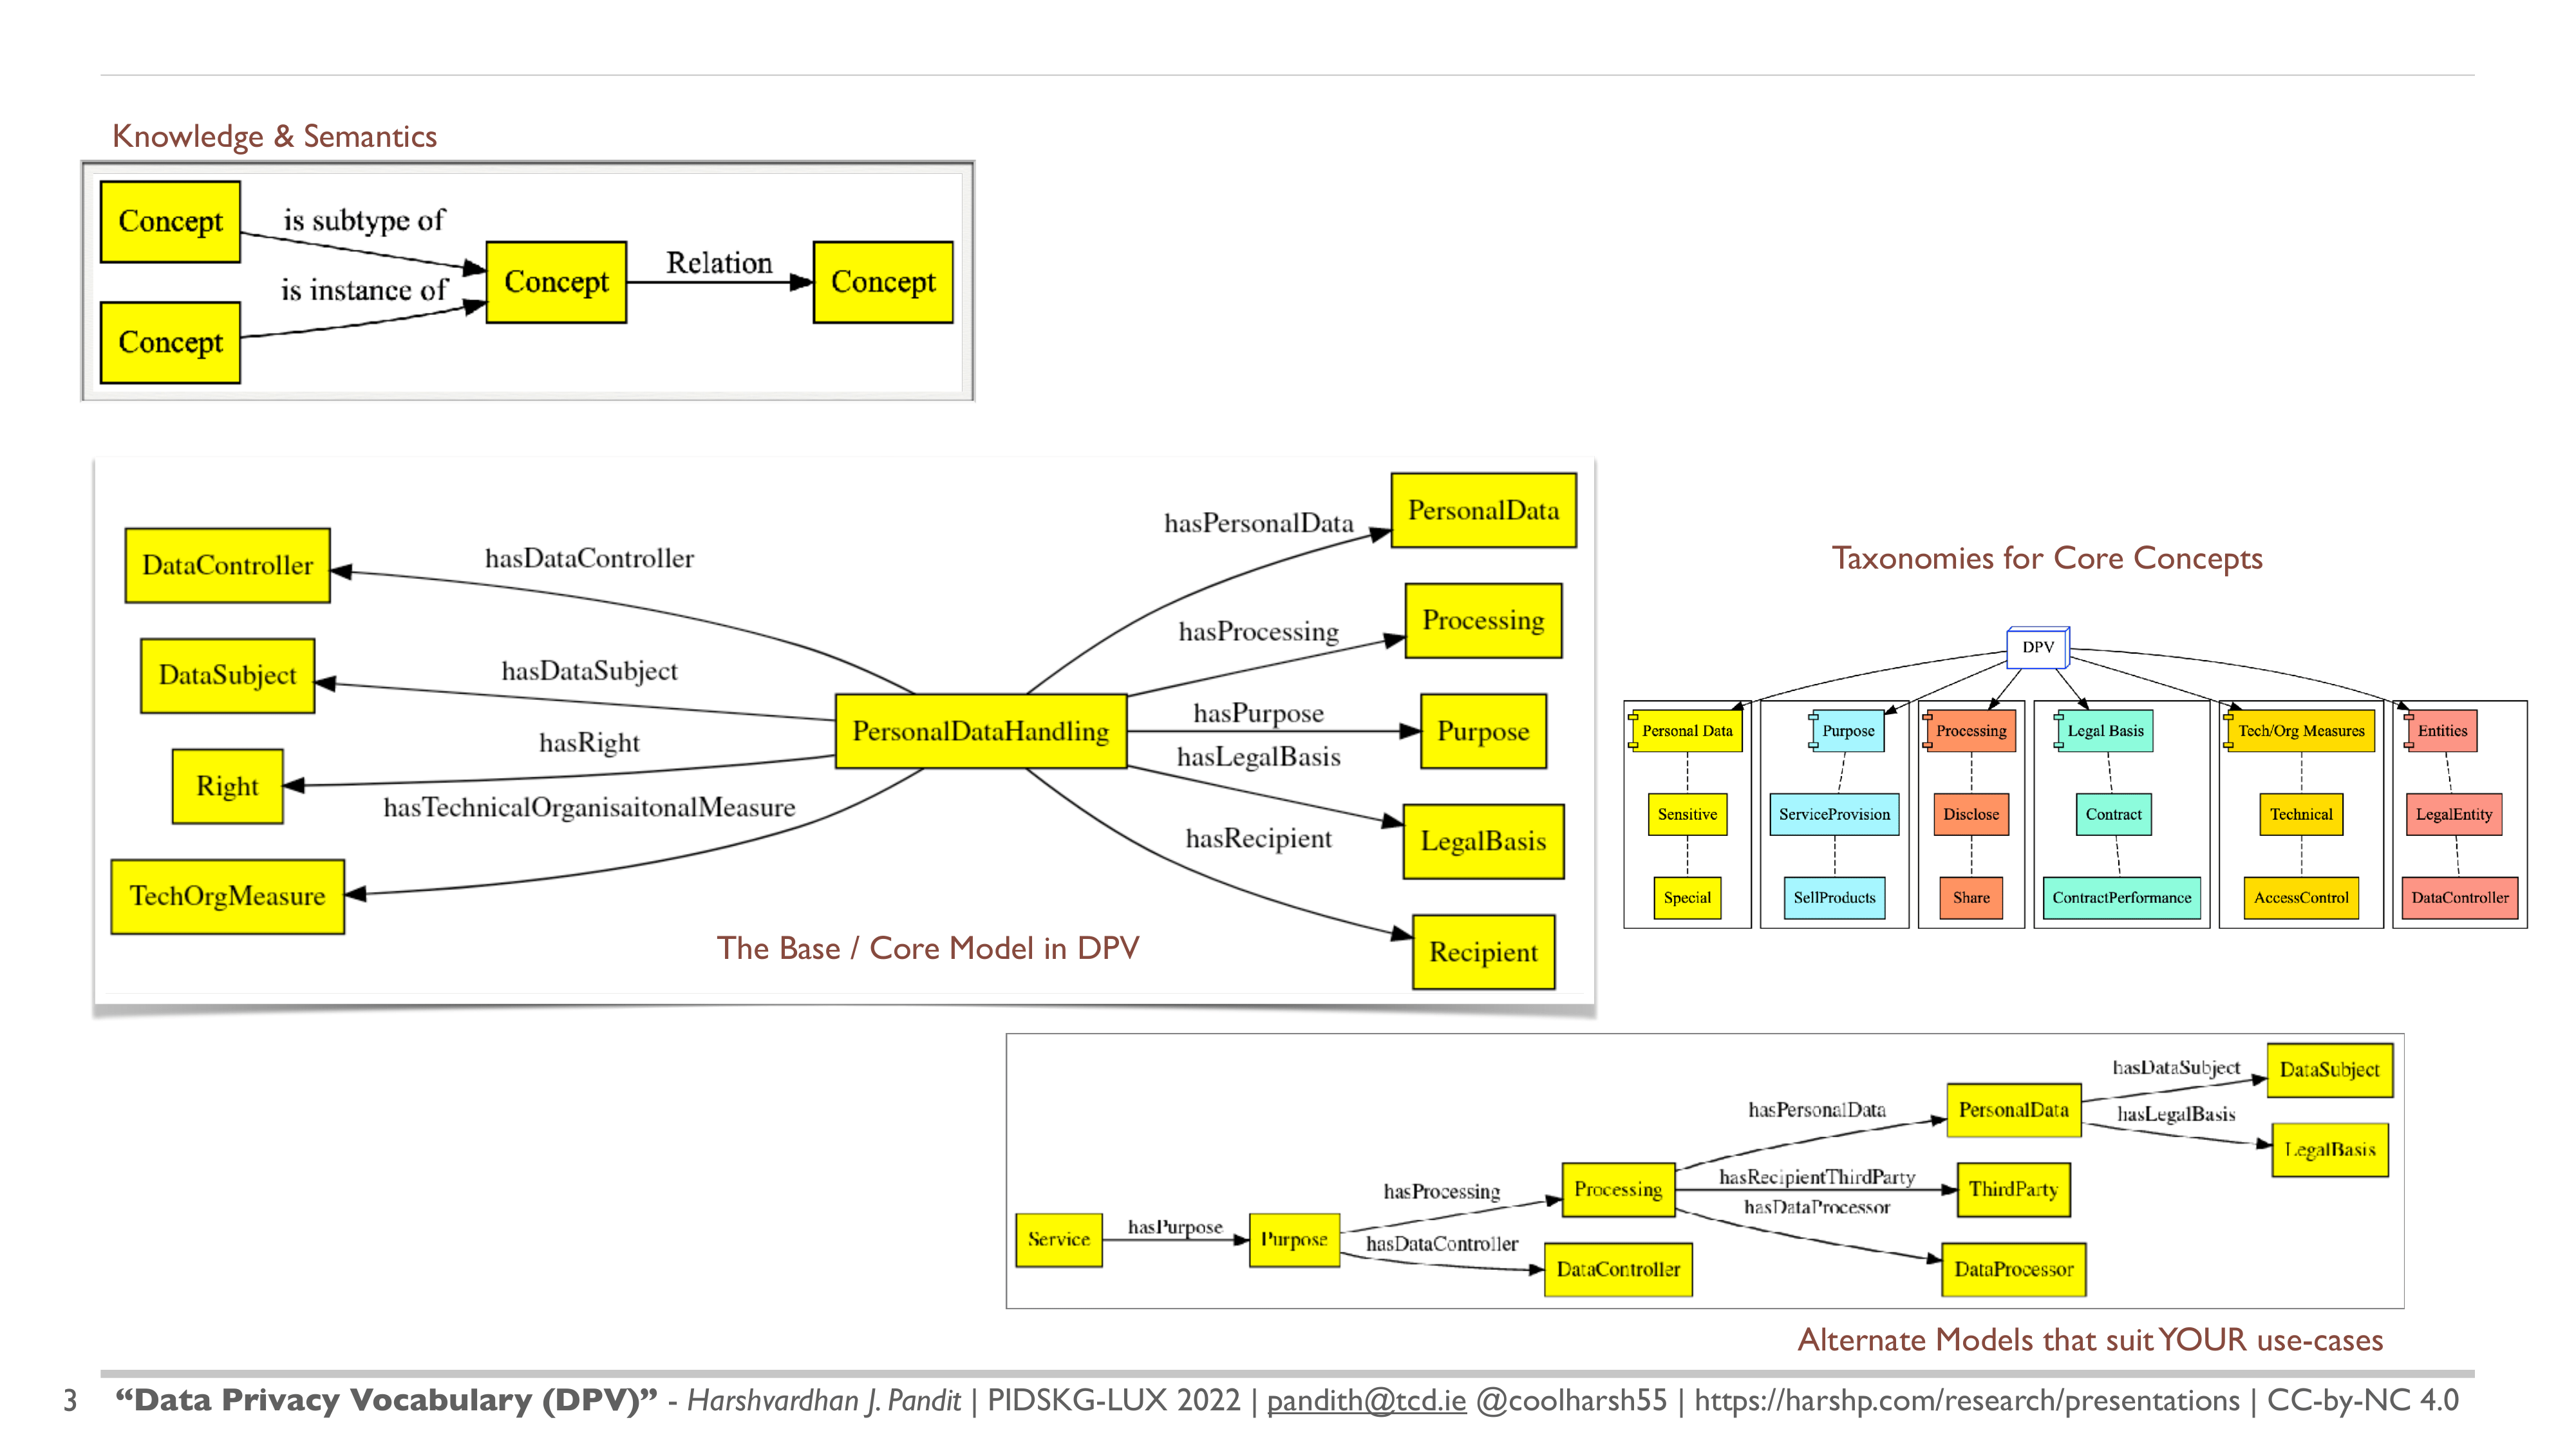 Knowledge & Semantics
Concept
is subtype of
Concept
Relation
Concept
is instance of
Concept
hasPersonalData
PersonalData
DataController
hasDataController
hasProcessing
Processing
DataSubject
hasDataSubject
PersonalDataHandling
hasPurpose
Purpose
Right
hasRight
hasLegalBasis
LegalBasis
hasTechnicalOrganisaitonalMeasure
TechOrgMeasure
hasRecipient
Recipient
The Base / Core Model in DPV
Taxonomies for Core Concepts
DPV
Personal Data
Purpose
Processing
Legal Basis
Tech/Org Measures
Entities
Sensitive
ServiceProvision
Disclose
Contract
Technical
LegalEntity
Special
SellProducts
Share
ContractPerformance
AccessControl
DataController
Service
hasPurpose
Purpose
hasProcessing
Processing
hasDataController
DataController
hasPersonalData
PersonalData
hasRecipientThirdParty
ThirdParty
hasDataProcessor
DataProcessor
hasDataSubject
DataSubject
hasLegalBasis
LegalBasis
Alternate Models that suit YOUR use-cases
3 “Data Privacy Vocabulary (DPV)” - Harshvardhan J. Pandit | PIDSKG-LUX 2022 | pandith@tcd.ie @coolharsh55 | https://harshp.com/research/presentations | CC-by-NC 4.0